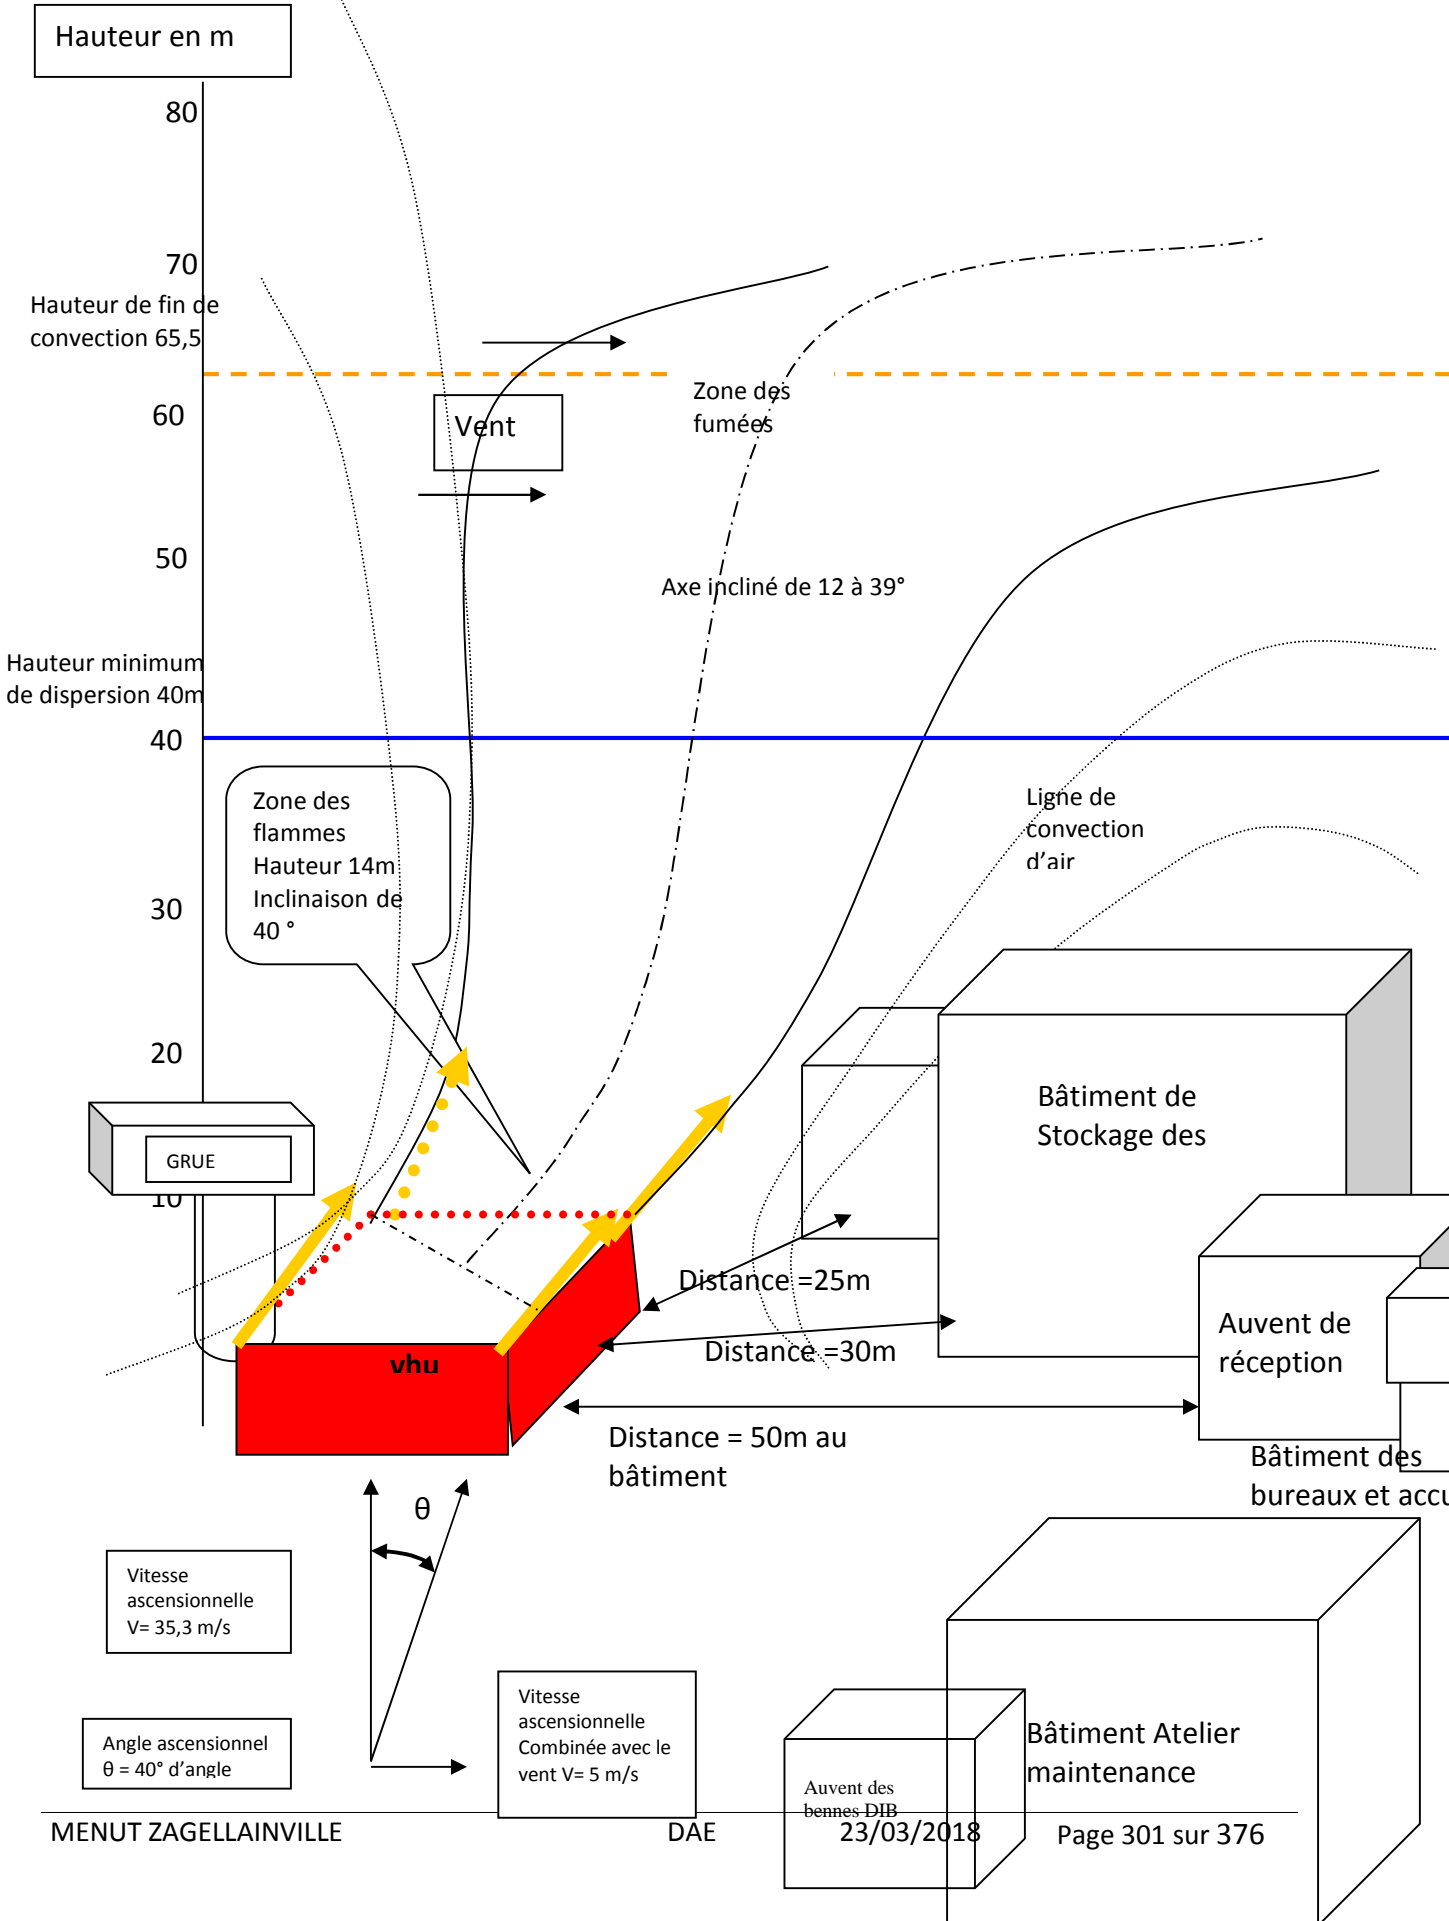 Hauteur en m
80
70
Hauteur de fin de
convection 65,5
60
Vent
Zone des
fumées
50
Axe incliné de 12 à 39°
Hauteur minimum
de dispersion 40m
40
Zone des
flammes
Hauteur 14m
Inclinaison de
40 °
Ligne de
convection
d'air
30
20
Bâtiment de
Stockage des
GRUE
10
Distance =25m
Distance =30m
Auvent de
réception
vhu
Distance = 50m au
bâtiment
Bâtiment des
bureaux et accu
θ
Vitesse
ascensionnelle
V= 35,3 m/s
Vitesse
ascensionnelle
Combinée avec le
vent V= 5 m/s
Angle ascensionnel
θ = 40° d'angle
Bâtiment Atelier
maintenance
Auvent des
bennes DIB
MENUT ZAGELLAINVILLE DAE 23/03/2018 Page 301 sur 376